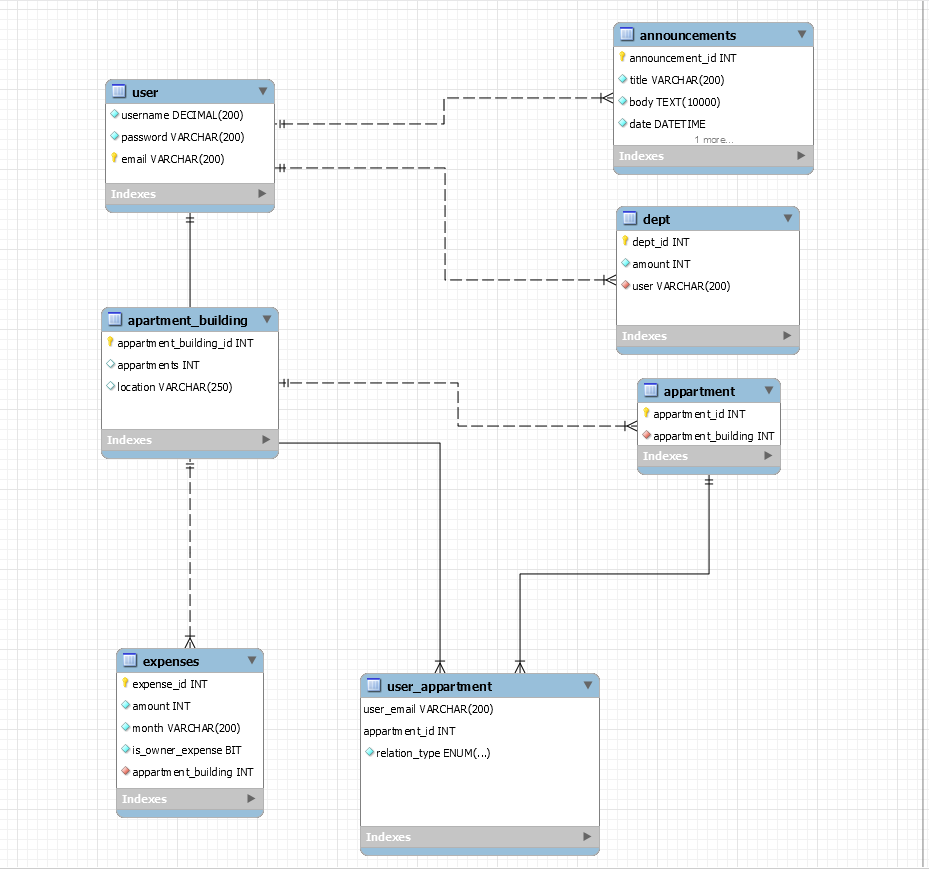 announcements
announcement_id INT
title VARCHAR(200)
body TEXT(10000)
date DATETIME
1 more...
Indexes
user
username DECIMAL(200)
password VARCHAR(200)
email VARCHAR(200)
Indexes
dept
dept_id INT
amount INT
user VARCHAR(200)
Indexes
apartment_building
appartment_building_id INT
appartments INT
location VARCHAR(250)
Indexes
appartment
appartment_id INT
appartment_building INT
Indexes
expenses
expense_id INT
amount INT
month VARCHAR(200)
is_owner_expense BIT
appartment_building INT
Indexes
user_appartment
user_email VARCHAR(200)
appartment_id INT
relation_type ENUM(...)
Indexes